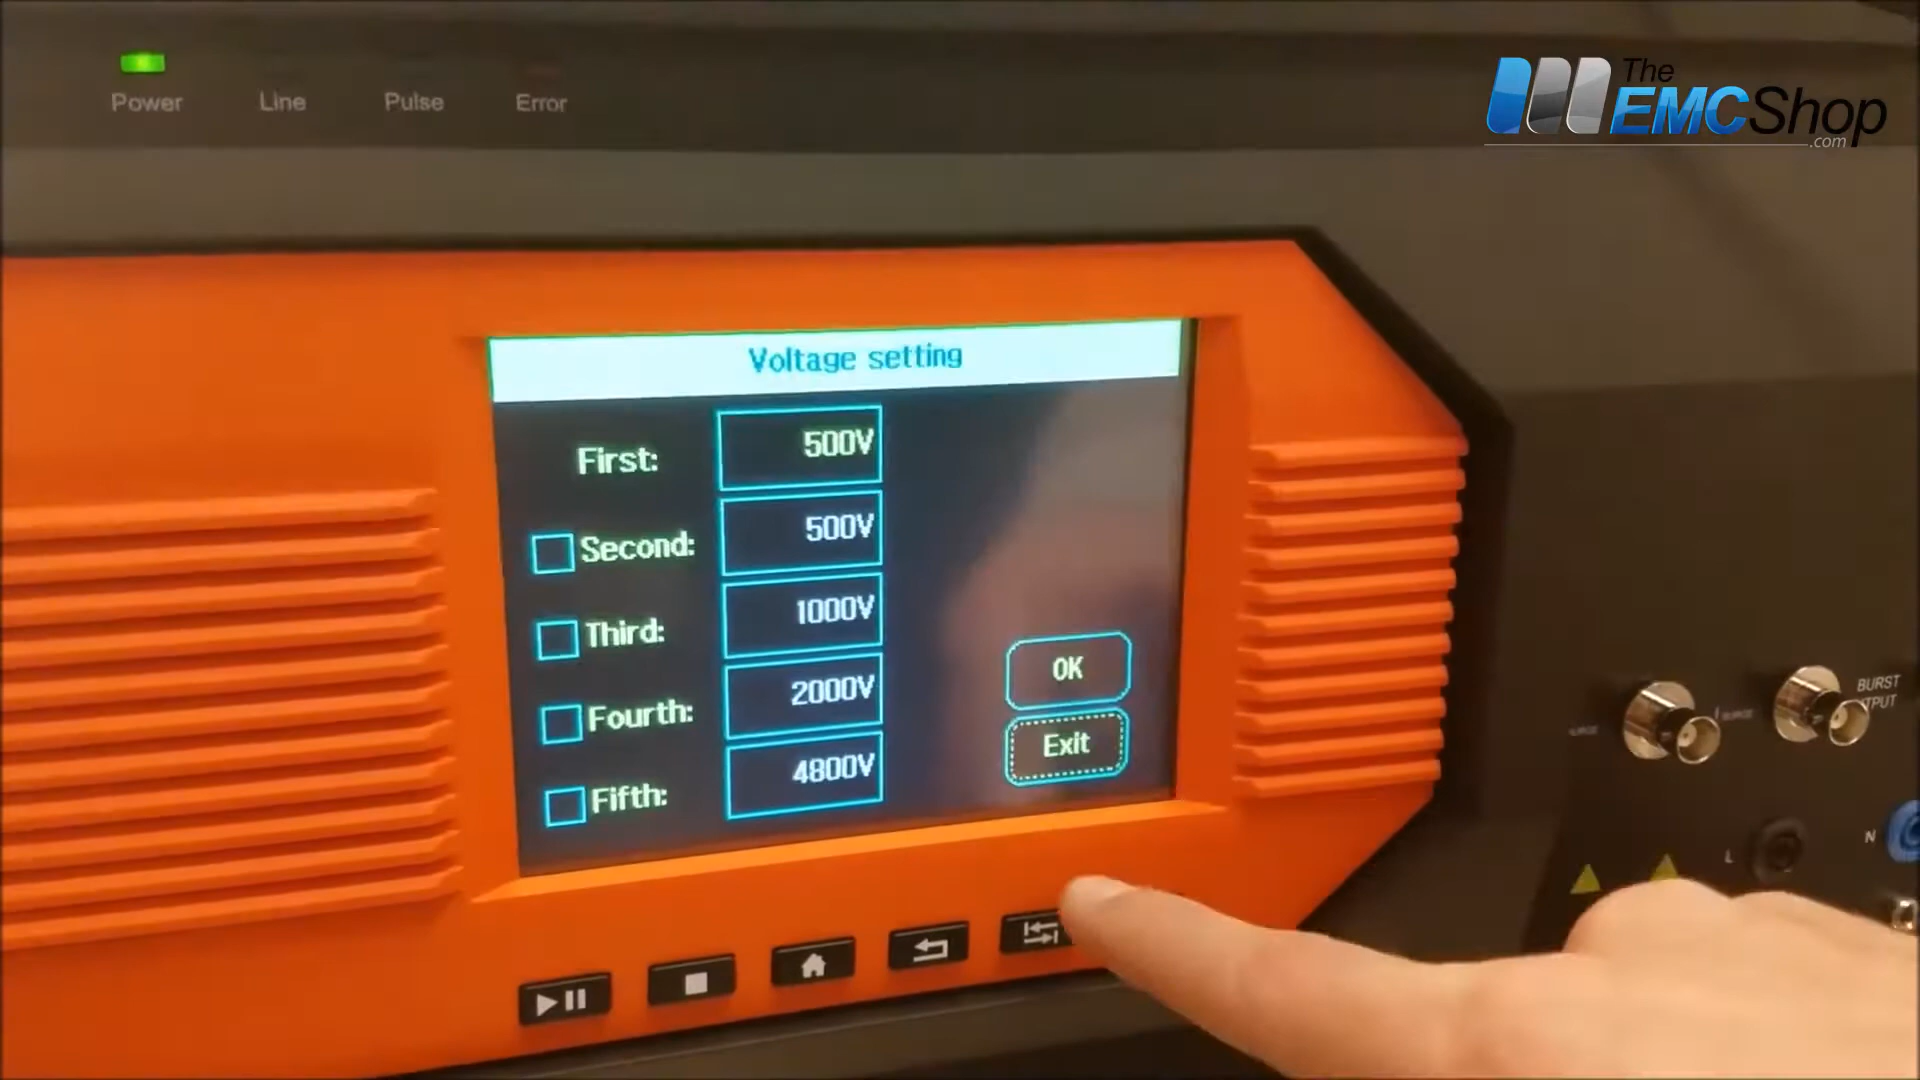 Power Line Pulse Error
The
EMCShop
.com
Voltage setting
First: 500V
Second: 500V
Third: 1000V
Fourth: 2000V
Fifth: 4800V
OK
Exit
BURST
L
N